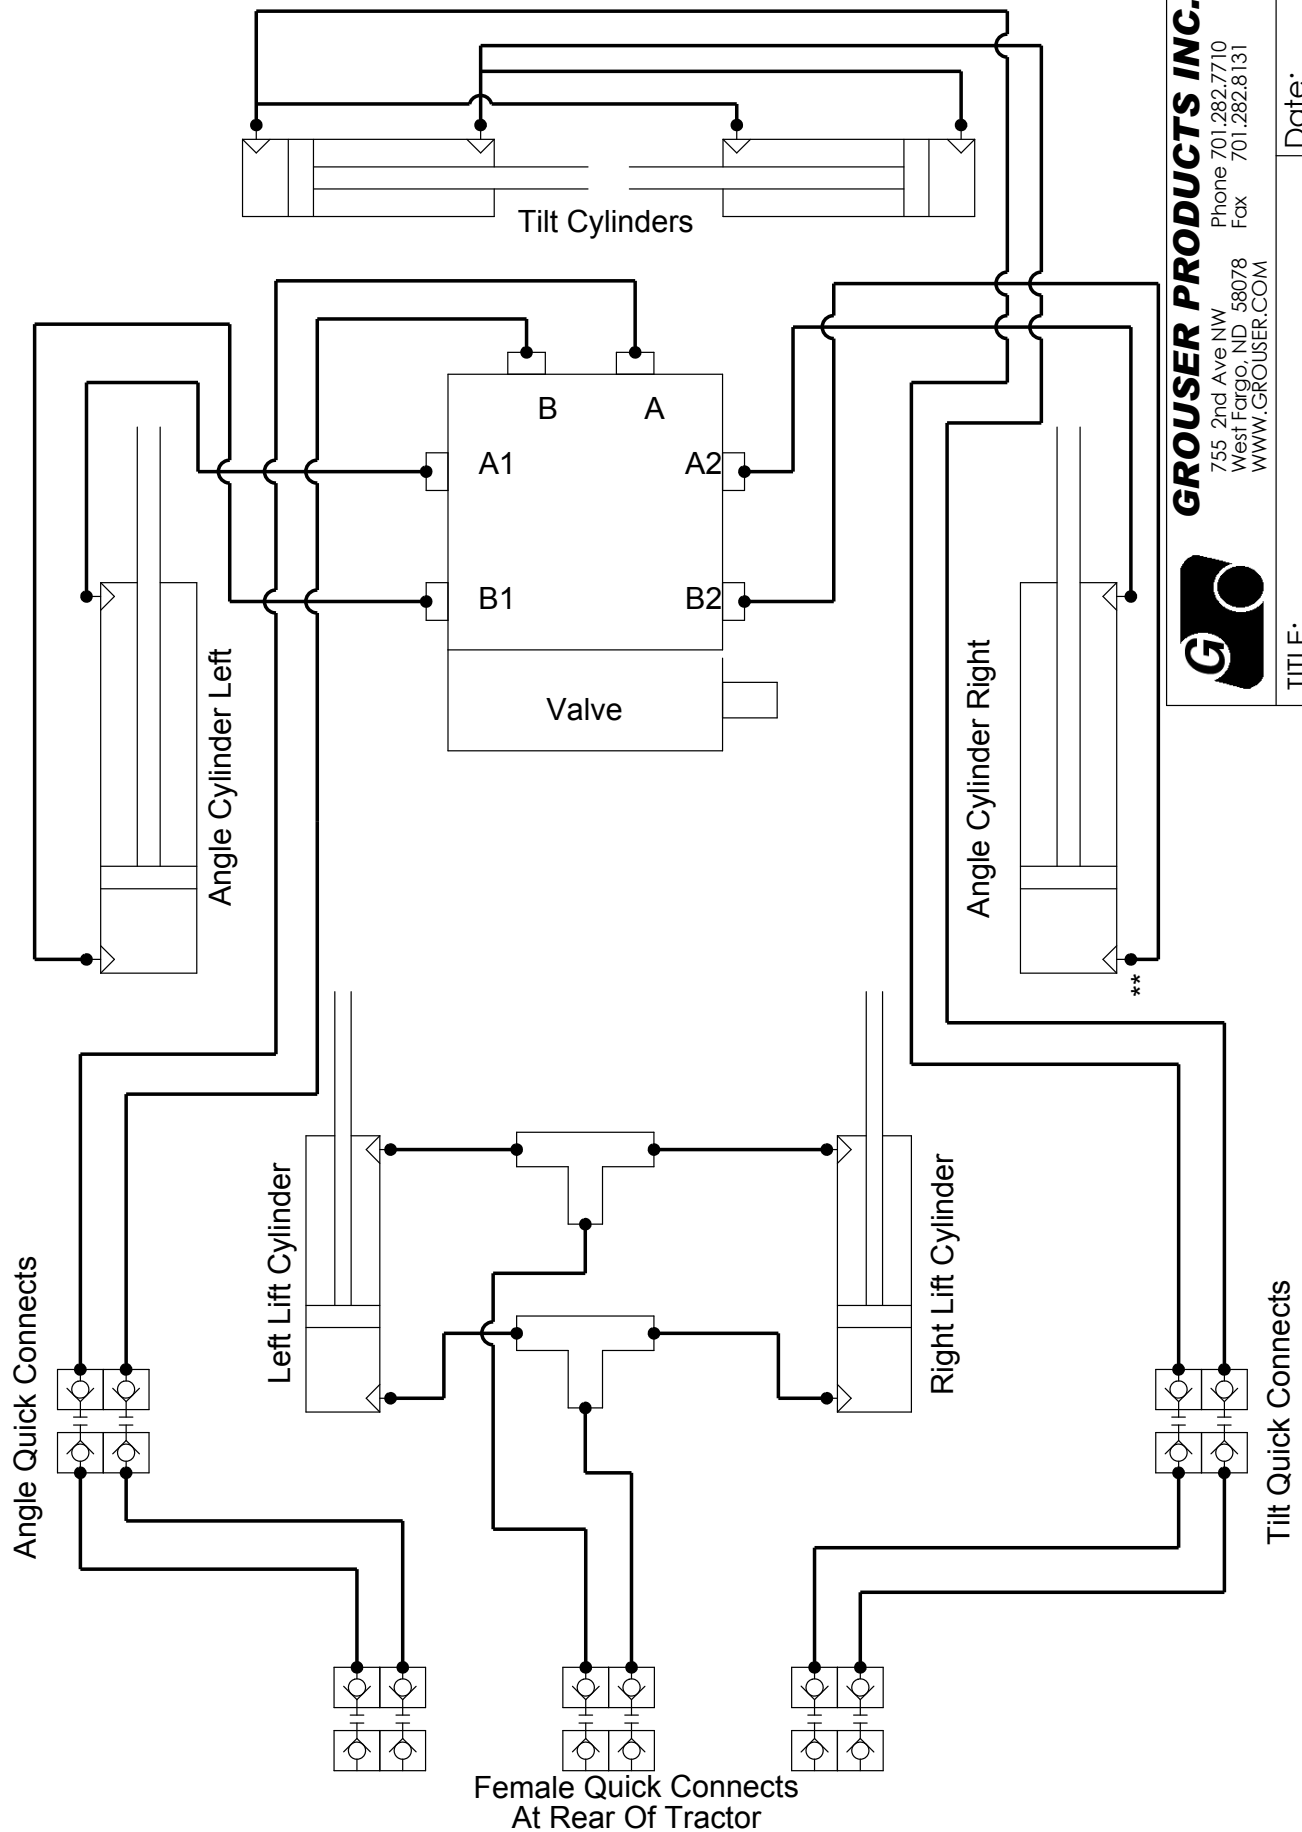 Tilt Cylinders
B
A
A1
A2
B1
B2
Valve
Angle Cylinder Left
Angle Cylinder Right
**
Left Lift Cylinder
Right Lift Cylinder
Angle Quick Connects
Tilt Quick Connects
Female Quick Connects
At Rear Of Tractor
G
GROUSER PRODUCTS INC.
755 2nd Ave NW Phone 701.282.7710
West Fargo, ND 58078 Fax 701.282.8131
WWW.GROUSER.COM
TITLE:
Date: